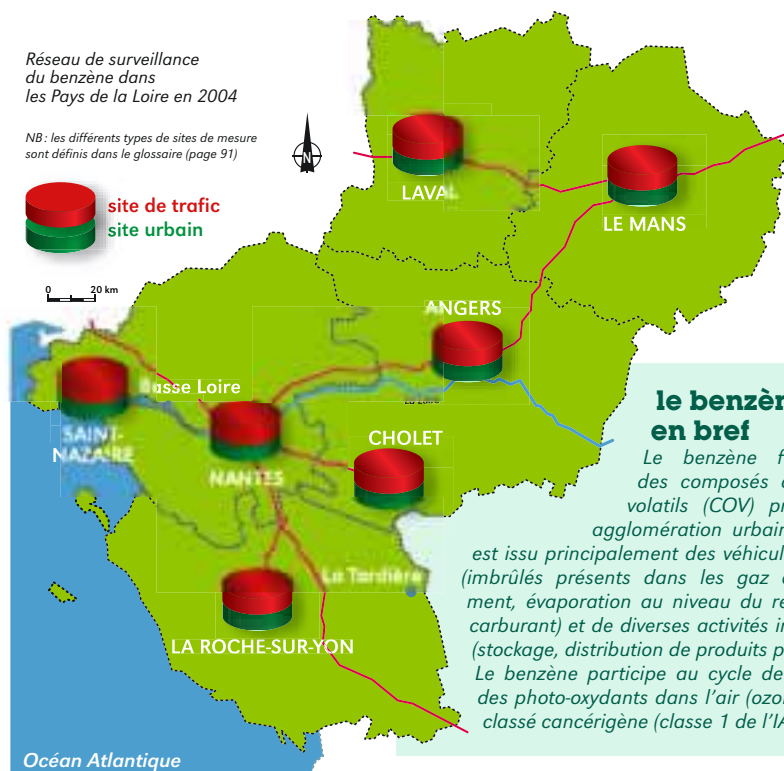 Réseau de surveillance
du benzène dans
les Pays de la Loire en 2004
NB : les différents types de sites de mesure
sont définis dans le glossaire (page 91)
N
site de trafic
site urbain
0 20 km
LAVAL
LE MANS
ANGERS
Basse Loire
La Loire
SAINT-
NAZAIRE
NANTES
CHOLET
La Tardière
LA ROCHE-SUR-YON
Océan Atlantique
le benzèn
en bref
Le benzène f
des composés
volatils (COV) pr
agglomération urbain
est issu principalement des véhicul
(imbrûlés présents dans les gaz
ment, évaporation au niveau du ré
carburant) et de diverses activités in
(stockage, distribution de produits p
Le benzène participe au cycle de
des photo-oxydants dans l'air (ozo
classé cancérigène (classe 1 de l'IA